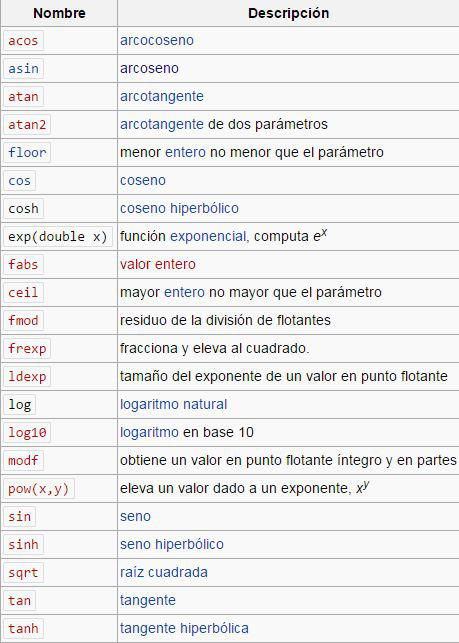 Nombre Descripción
acos arcocoseno
asin arcoseno
atan arcotangente
atan2 arcotangente de dos parámetros
floor menor entero no menor que el parámetro
cos coseno
cosh coseno hiperbólico
exp(double x) función exponencial, computa e^x
fabs valor entero
ceil mayor entero no mayor que el parámetro
fmod residuo de la división de flotantes
frexp fracciona y eleva al cuadrado.
ldexp tamaño del exponente de un valor en punto flotante
log logaritmo natural
log10 logaritmo en base 10
modf obtiene un valor en punto flotante íntegro y en partes
pow(x,y) eleva un valor dado a un exponente, x^y
sin seno
sinh seno hiperbólico
sqrt raíz cuadrada
tan tangente
tanh tangente hiperbólica